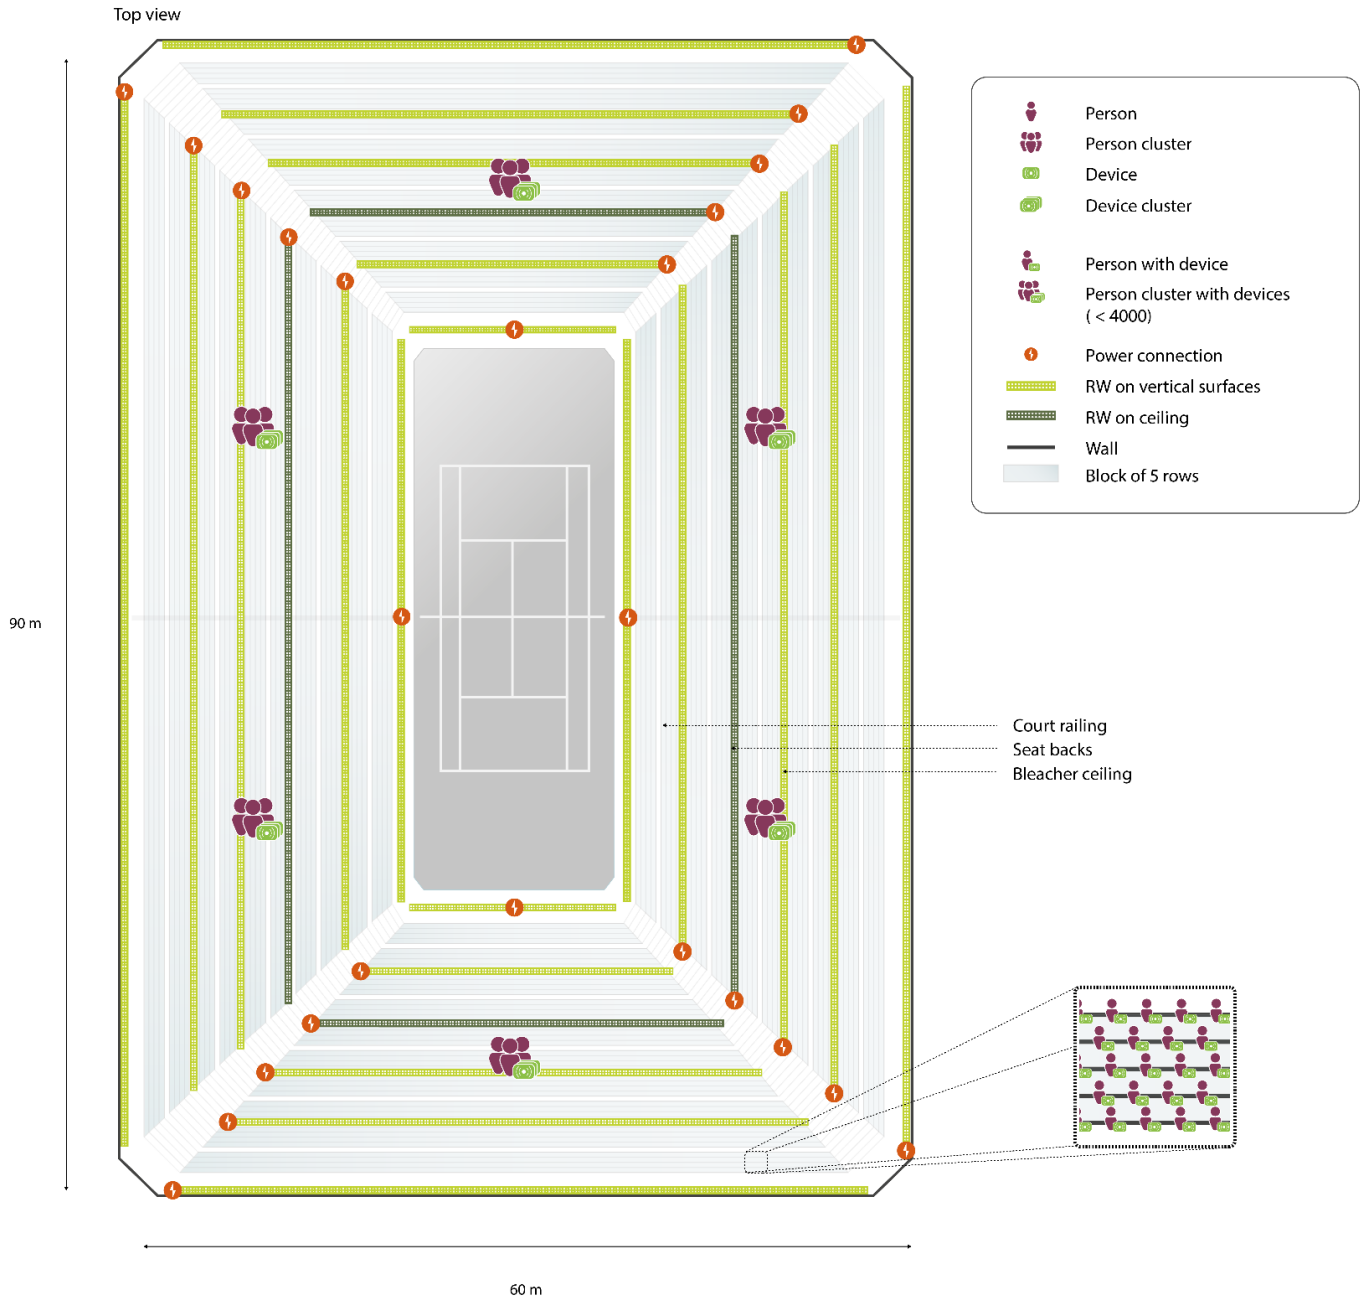 Top view
Person
Person cluster
Device
Device cluster
Person with device
Person cluster with devices
( < 4000)
Power connection
RW on vertical surfaces
RW on ceiling
Wall
Block of 5 rows
90 m
Court railing
Seat backs
Bleacher ceiling
60 m